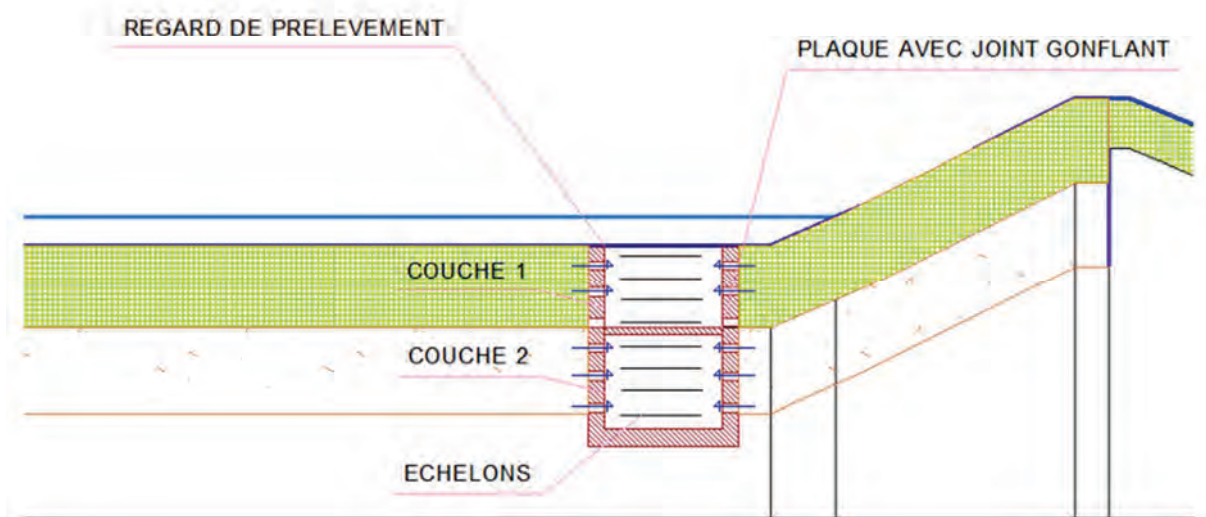 REGARD DE PRELEVEMENT
PLAQUE AVEC JOINT GONFLANT
COUCHE 1
COUCHE 2
ECHELONS